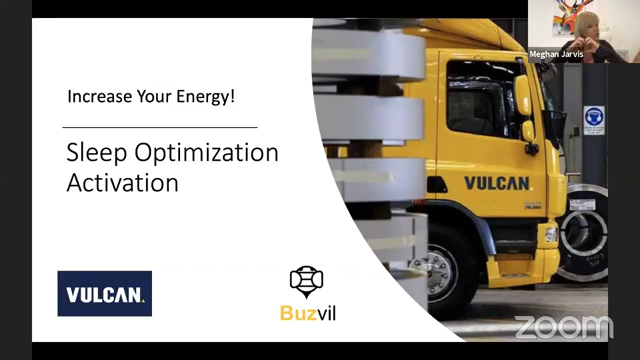 Meghan Jarvis
Increase Your Energy!
Sleep Optimization
Activation
VULCAN
VULCAN.
Buzvil
zoom